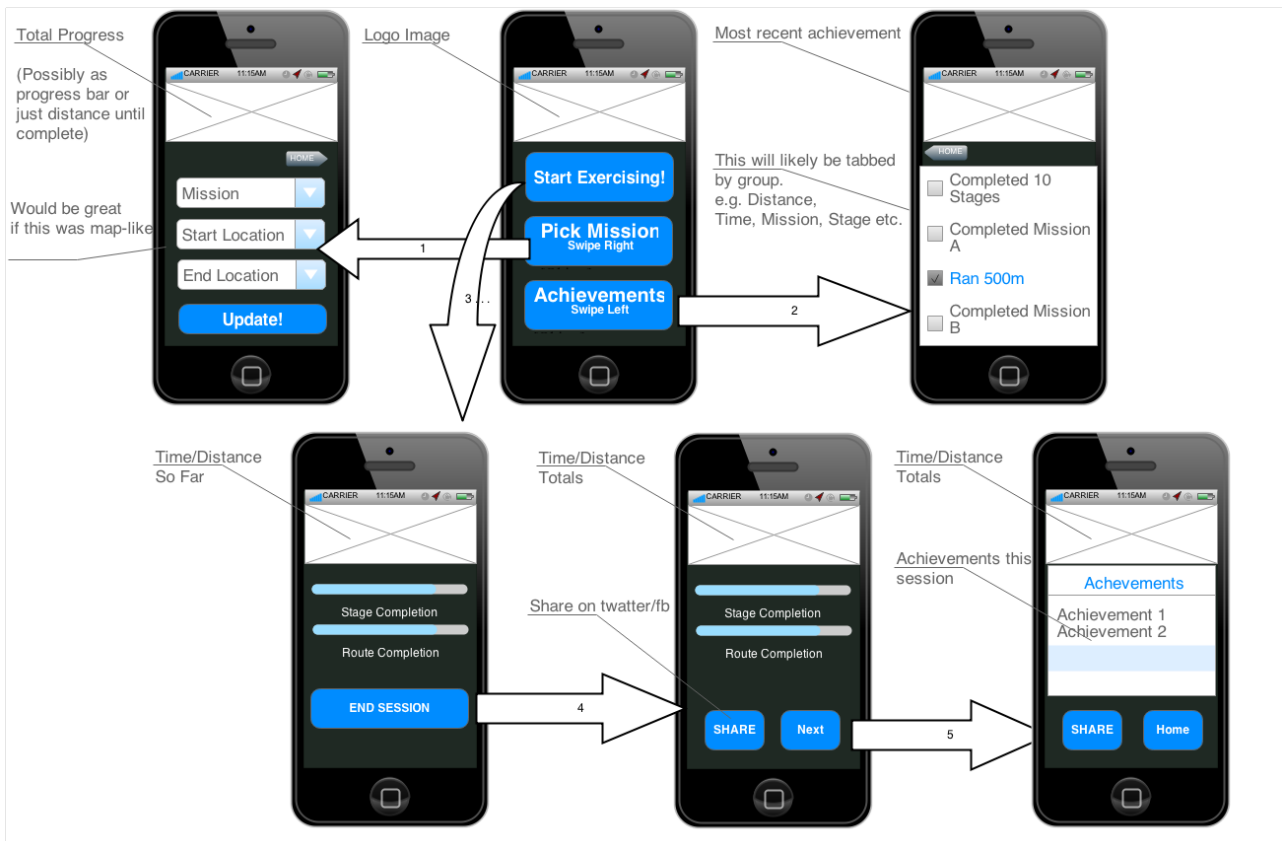 Total Progress
(Possibly as
progress bar or
just distance until
complete)
Would be great
if this was map-like
CARRIER 11:15AM
HOME
Mission
Start Location
End Location
Update!
1
Logo Image
CARRIER 11:15AM
Start Exercising!
Pick Mission
Swipe Right
Achievements
Swipe Left
3 . . .
2
Most recent achievement
This will likely be tabbed
by group.
e.g. Distance,
Time, Mission, Stage etc.
CARRIER 11:15AM
HOME
Completed 10
Stages
Completed Mission
A
Ran 500m
Completed Mission
B
Time/Distance
So Far
CARRIER 11:15AM
Stage Completion
Route Completion
END SESSION
4
Time/Distance
Totals
Share on twatter/fb
CARRIER 11:15AM
Stage Completion
Route Completion
SHARE
Next
5
Time/Distance
Totals
Achievements this
session
CARRIER 11:15AM
Achevements
Achievement 1
Achievement 2
SHARE
Home